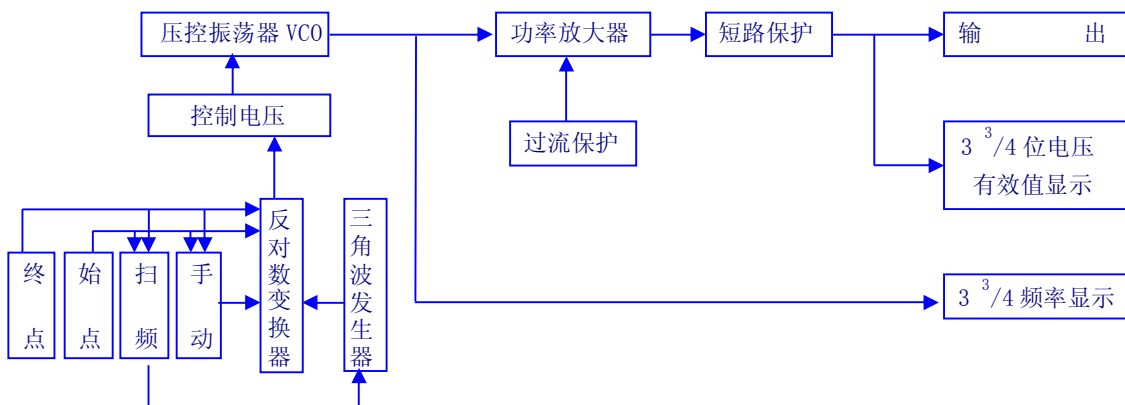 压控振荡器 VCO
功率放大器
短路保护
输 出
控制电压
过流保护
3 3/4 位电压
有效值显示
终点
始点
扫频
手动
反对数变换器
三角波发生器
3 3/4 频率显示